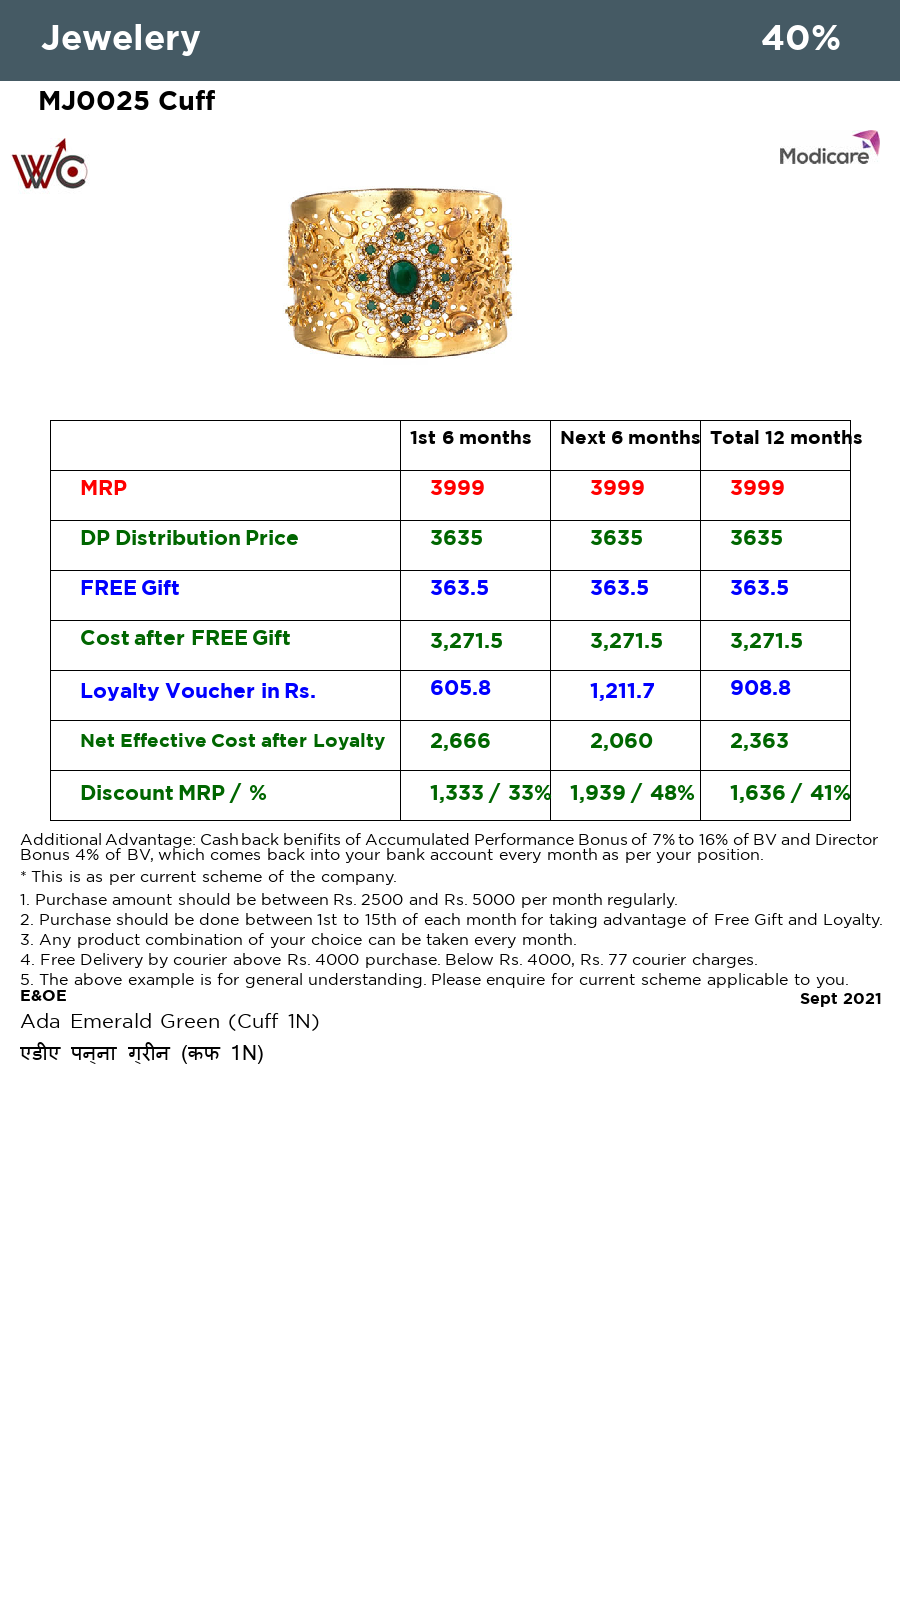 Jewelery 40%
MJ0025 Cuff
WC
Modicare
1st 6 months Next 6 months Total 12 months
MRP 3999 3999 3999
DP Distribution Price 3635 3635 3635
FREE Gift 363.5 363.5 363.5
Cost after FREE Gift 3,271.5 3,271.5 3,271.5
Loyalty Voucher in Rs. 605.8 1,211.7 908.8
Net Effective Cost after Loyalty 2,666 2,060 2,363
Discount MRP / % 1,333 / 33% 1,939 / 48% 1,636 / 41%
Additional Advantage: Cash back benifits of Accumulated Performance Bonus of 7% to 16% of BV and Director
Bonus 4% of BV, which comes back into your bank account every month as per your position.
* This is as per current scheme of the company.
1. Purchase amount should be between Rs. 2500 and Rs. 5000 per month regularly.
2. Purchase should be done between 1st to 15th of each month for taking advantage of Free Gift and Loyalty.
3. Any product combination of your choice can be taken every month.
4. Free Delivery by courier above Rs. 4000 purchase. Below Rs. 4000, Rs. 77 courier charges.
5. The above example is for general understanding. Please enquire for current scheme applicable to you.
E&OE Sept 2021
Ada Emerald Green (Cuff 1N)
एडीए पन्ना ग्रीन (कफ 1N)